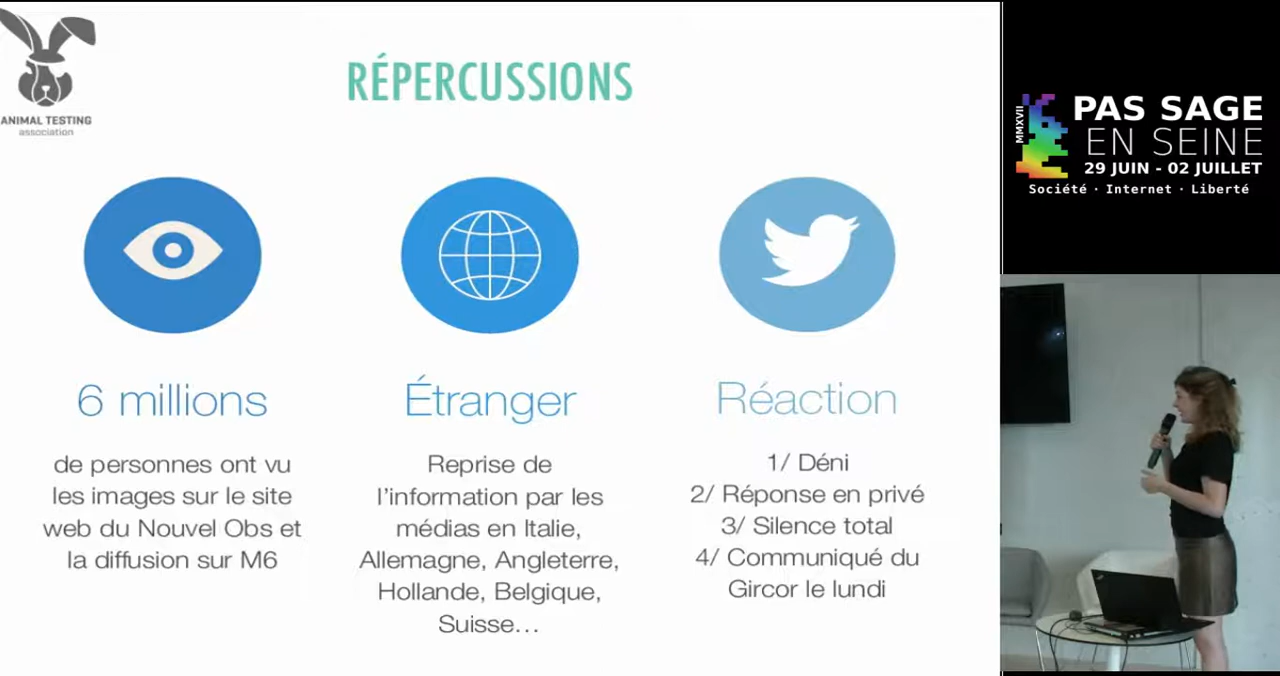 ANIMAL TESTING
association
RÉPERCUSSIONS
6 millions
de personnes ont vu
les images sur le site
web du Nouvel Obs et
la diffusion sur M6
Étranger
Reprise de
l'information par les
médias en Italie,
Allemagne, Angleterre,
Hollande, Belgique,
Suisse…
Réaction
1/ Déni
2/ Réponse en privé
3/ Silence total
4/ Communiqué du
Gircor le lundi
MMXVII
PAS SAGE
EN SEINE
29 JUIN - 02 JUILLET
Société · Internet · Liberté